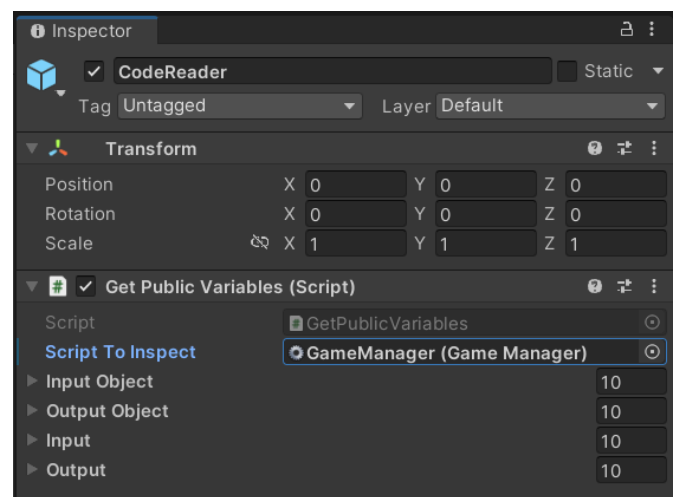 Inspector
CodeReader Static
Tag Untagged Layer Default
Transform
Position X 0 Y 0 Z 0
Rotation X 0 Y 0 Z 0
Scale X 1 Y 1 Z 1
# Get Public Variables (Script)
Script # GetPublicVariables
Script To Inspect GameManager (Game Manager)
Input Object 10
Output Object 10
Input 10
Output 10